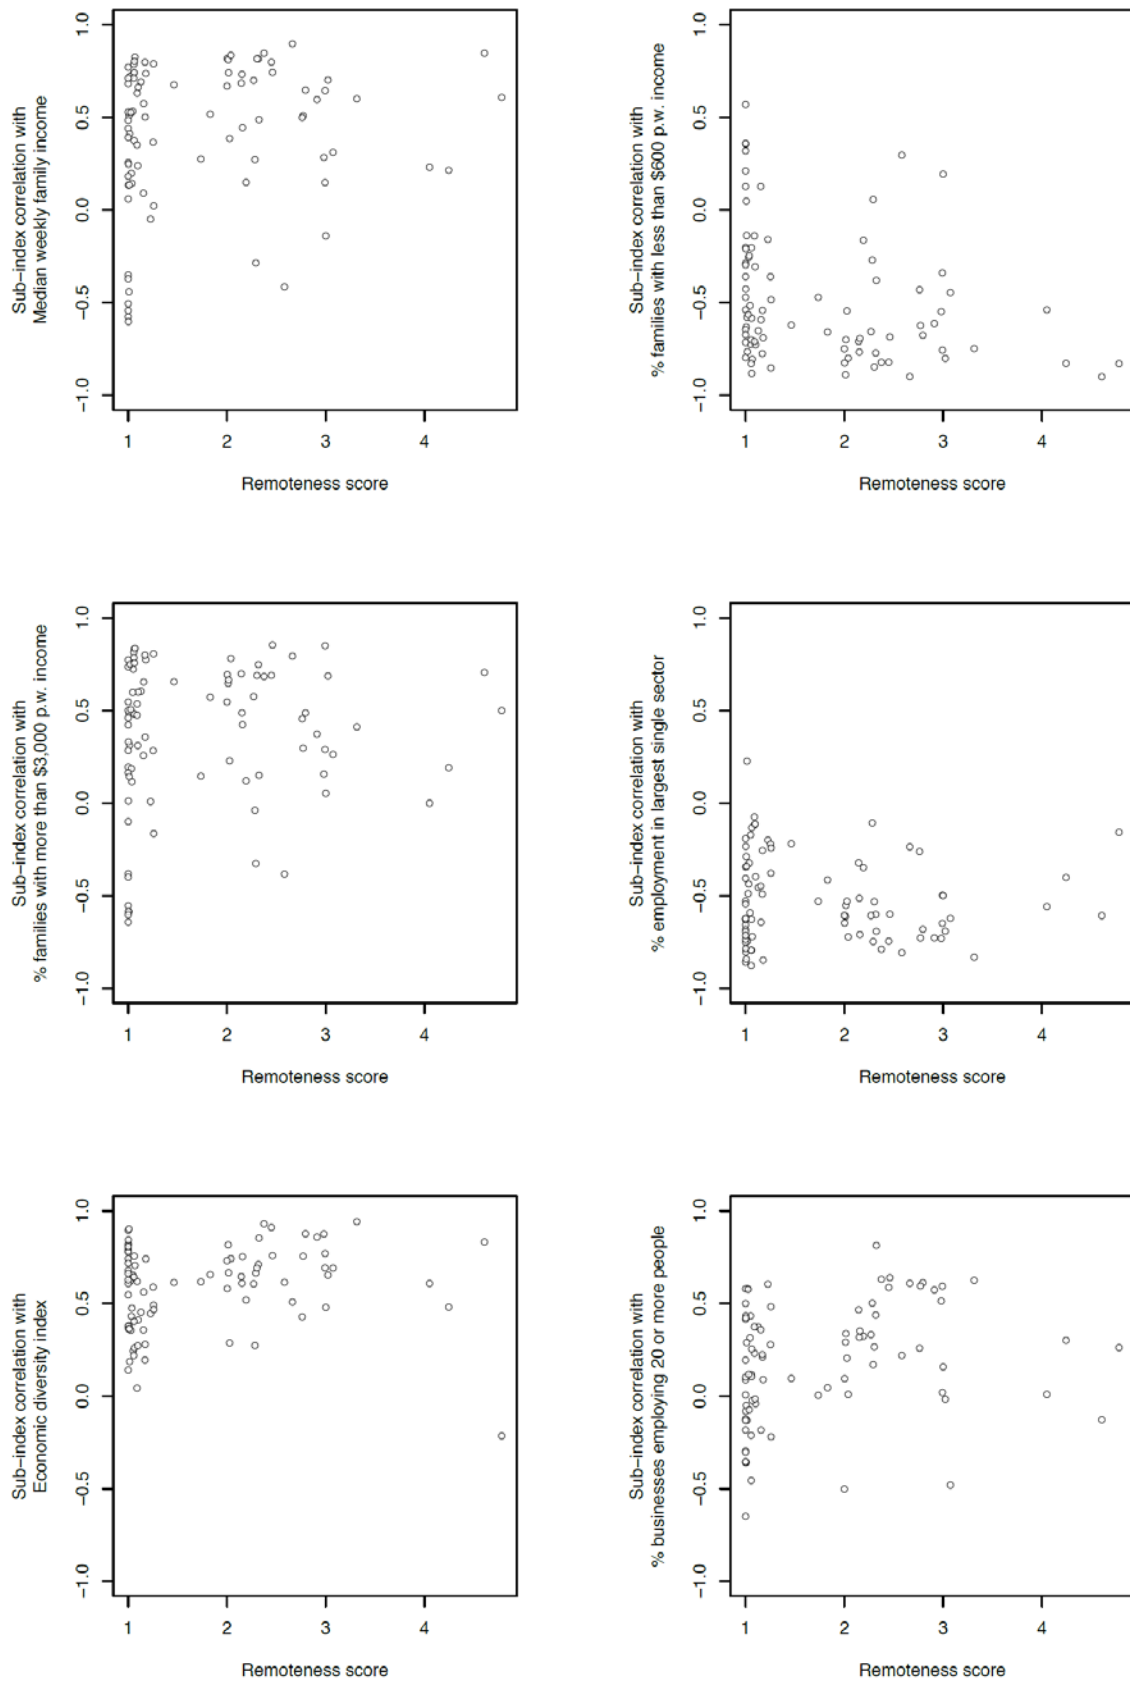 Sub−index correlation with
Median weekly family income
1.0
0.5
0.0
−0.5
−1.0
1 2 3 4
Remoteness score
Sub−index correlation with
% families with less than $600 p.w. income
1.0
0.5
0.0
−0.5
−1.0
1 2 3 4
Remoteness score
Sub−index correlation with
% families with more than $3,000 p.w. income
1.0
0.5
0.0
−0.5
−1.0
1 2 3 4
Remoteness score
Sub−index correlation with
% employment in largest single sector
1.0
0.5
0.0
−0.5
−1.0
1 2 3 4
Remoteness score
Sub−index correlation with
Economic diversity index
1.0
0.5
0.0
−0.5
−1.0
1 2 3 4
Remoteness score
Sub−index correlation with
% businesses employing 20 or more people
1.0
0.5
0.0
−0.5
−1.0
1 2 3 4
Remoteness score